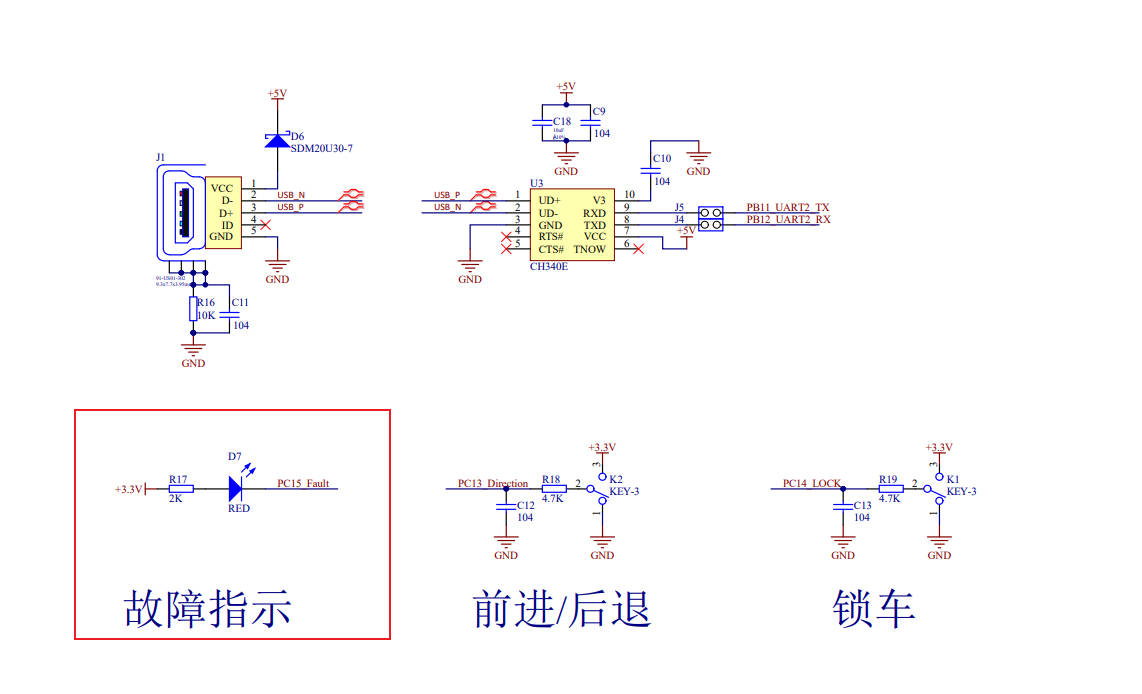 +5V
D6
SDM20U30-7
J1
VCC 1
D- 2 USB_N
D+ 3 USB_P
ID 4
GND 5
GND
R16
10K
C11
104
GND
+5V
C18
C9
104
GND
C10
104
GND
U3
USB_P 1 UD+ V3 10
USB_N 2 UD- RXD 9 J5 PB11_UART2_TX
3 GND TXD 8 J4 PB12_UART2_RX
4 RTS# VCC 7 +5V
5 CTS# TNOW 6
CH340E
GND
D7
+3.3V R17 PC15_Fault
2K
RED
故障指示
+3.3V
3
PC13_Direction R18 2 K2
4.7K KEY-3
C12
104
1
GND GND
前进/后退
+3.3V
3
PC14_LOCK R19 2 K1
4.7K KEY-3
C13
104
1
GND GND
锁车